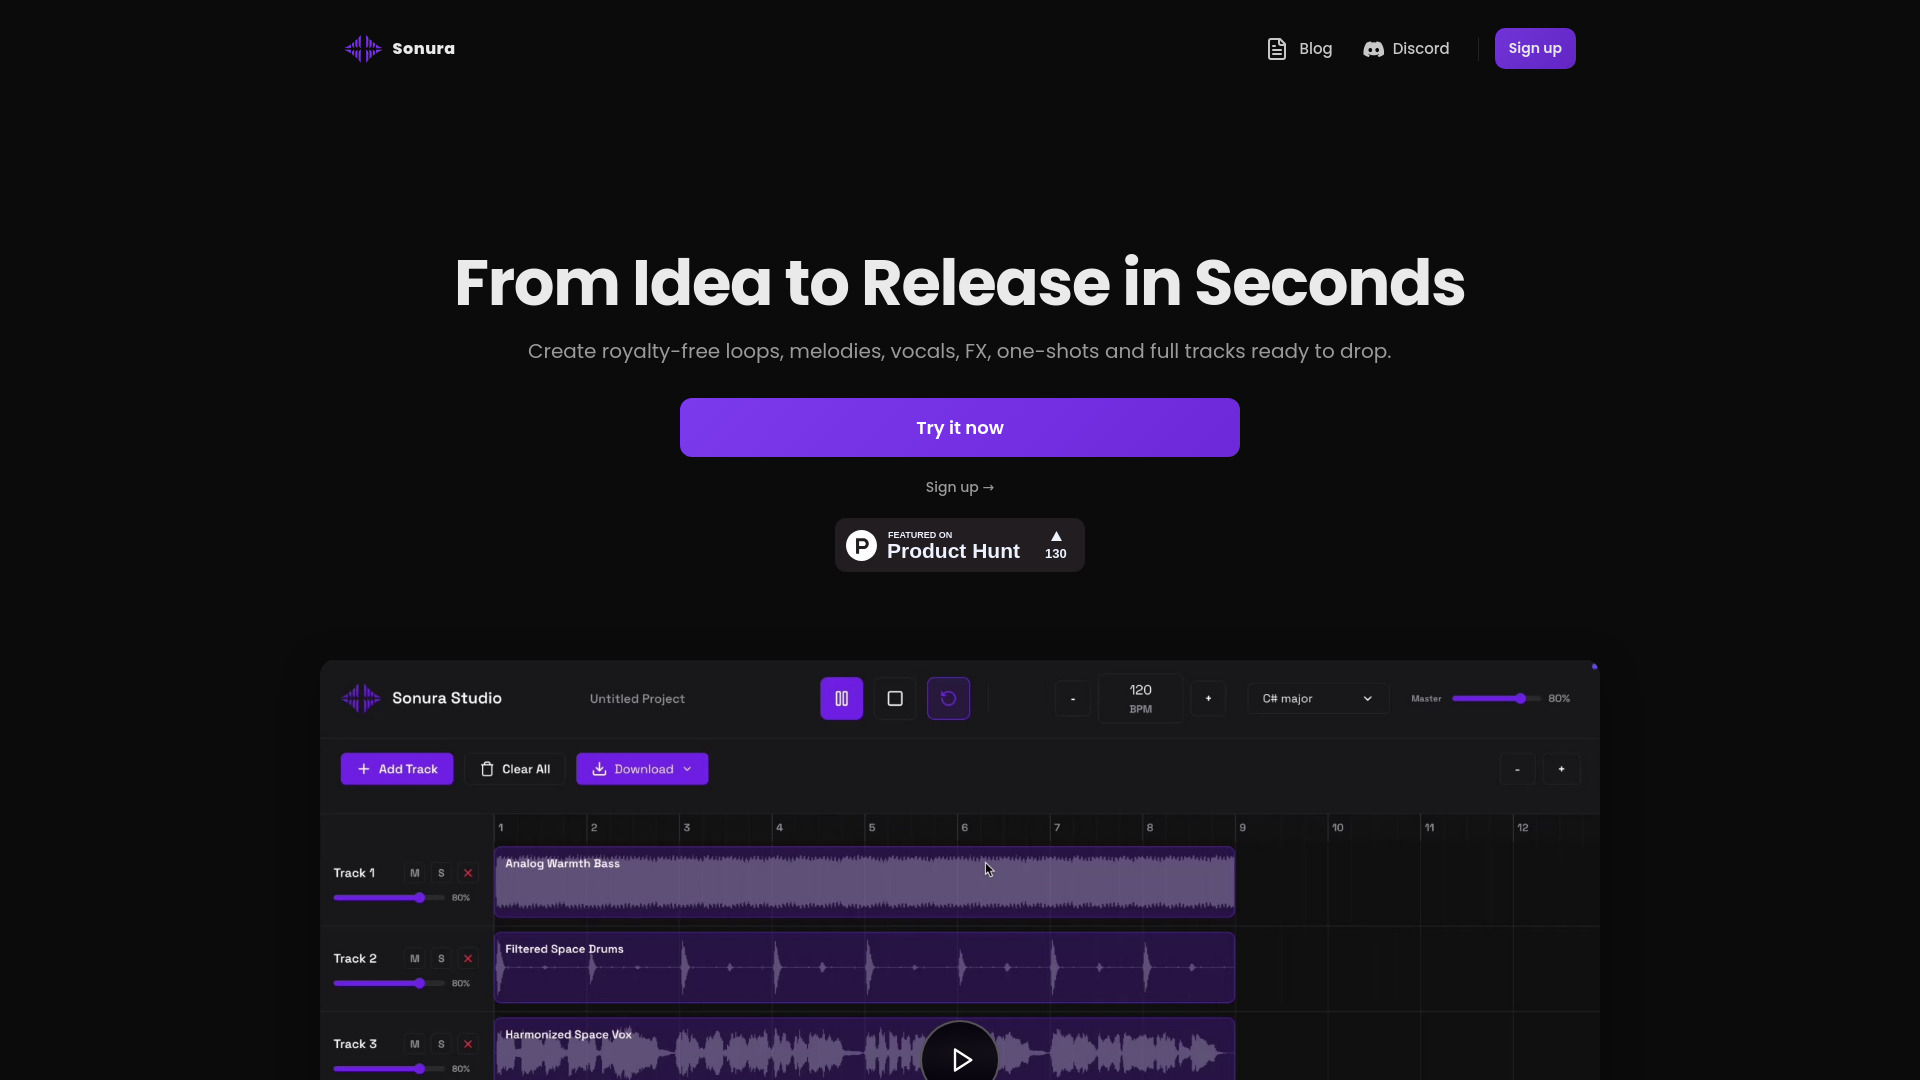 Sonura
Blog
Discord
Sign up
From Idea to Release in Seconds
Create royalty-free loops, melodies, vocals, FX, one-shots and full tracks ready to drop.
Try it now
Sign up →
FEATURED ON
Product Hunt
▲
130
Sonura Studio
Untitled Project
-
120
BPM
+
C# major
Master
80%
+ Add Track
Clear All
Download
-
+
1 2 3 4 5 6 7 8 9 10 11 12
Track 1
M S ×
80%
Analog Warmth Bass
Track 2
M S ×
80%
Filtered Space Drums
Track 3
M S ×
80%
Harmonized Space Vox